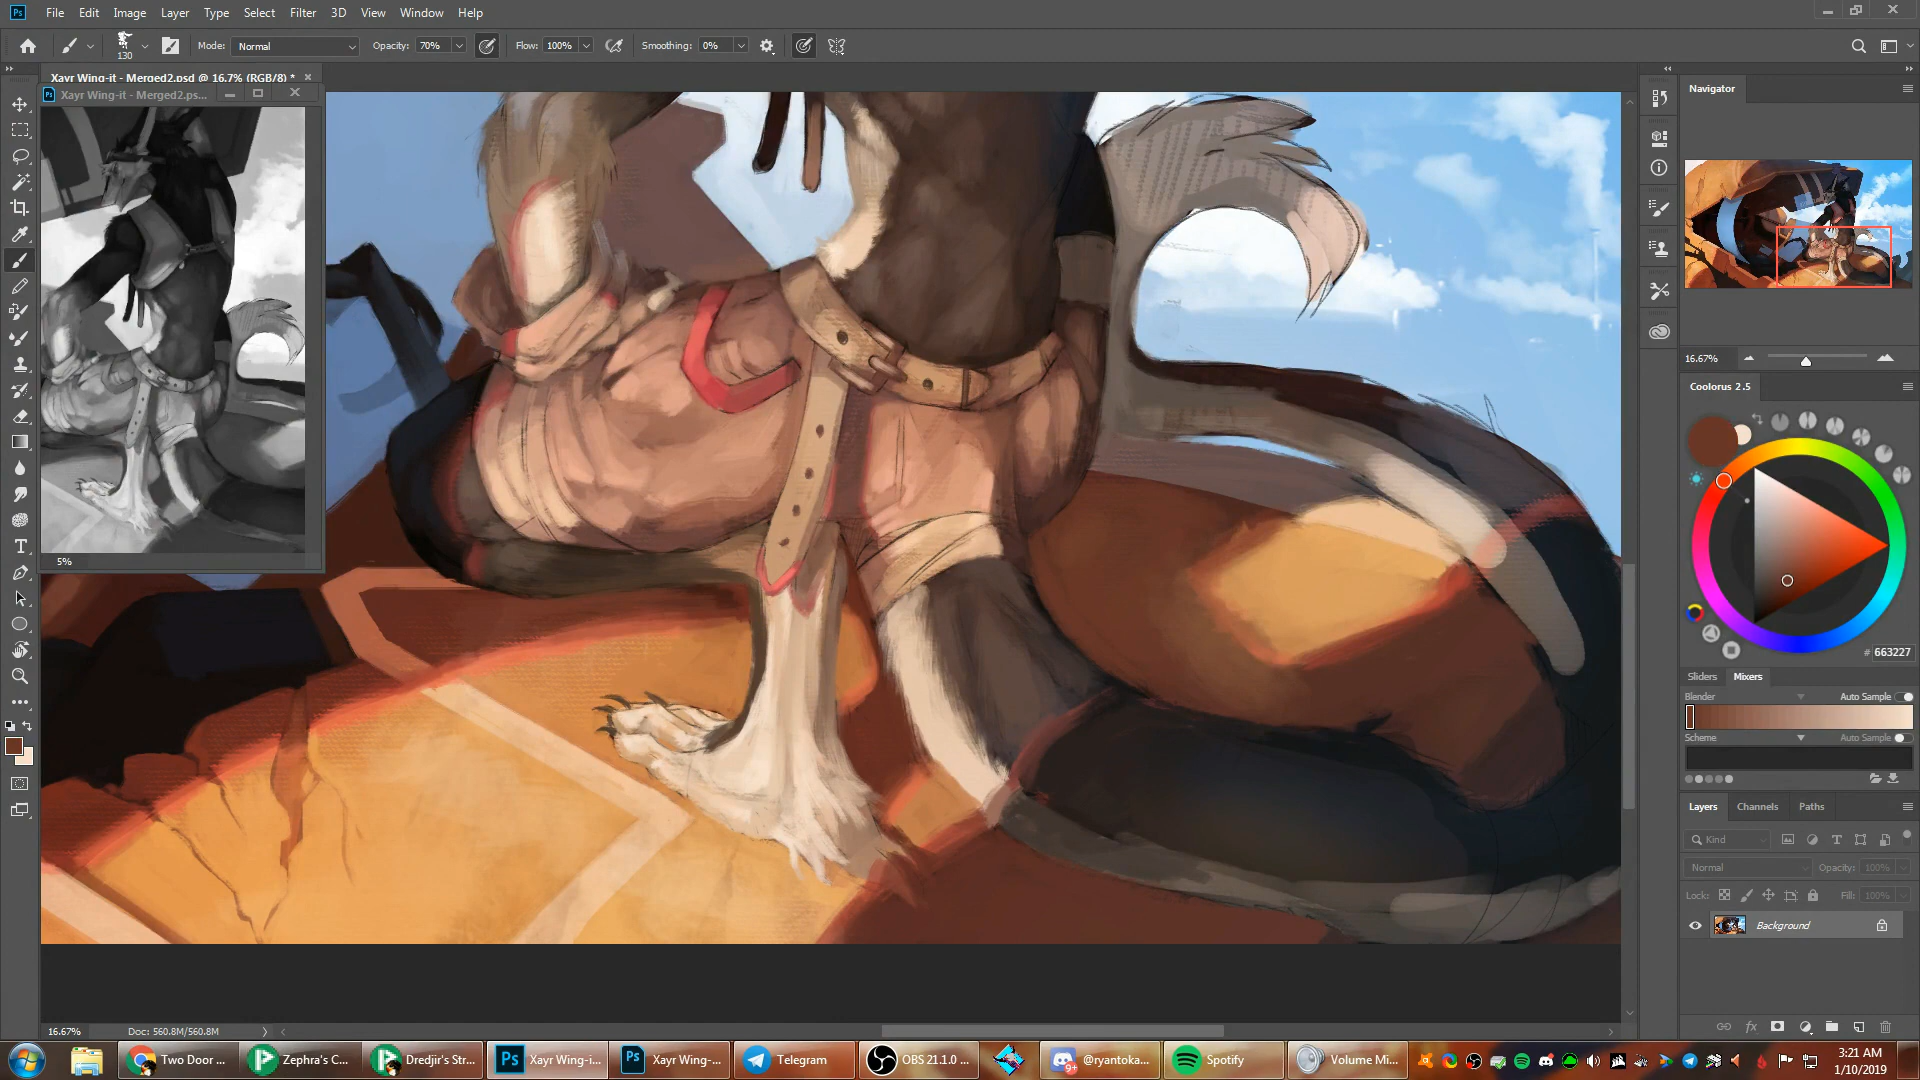 Ps File Edit Image Layer Type Select Filter 3D View Window Help
130 Mode: Normal Opacity: 70% Flow: 100% Smoothing: 0%
Xayr Wing-it - Merged2.psd @ 16.7% (RGB/8) *
Xayr Wing-it - Merged2.ps...
5%
Navigator
16.67%
Coolorus 2.5
# 663227
Sliders Mixers
Blender Auto Sample
Scheme Auto Sample
Layers Channels Paths
Kind
Normal Opacity: 100%
Lock: Fill: 100%
Background
16.67% Doc: 560.8M/560.8M
Two Door ... Zephra's C... Dredjir's Str... Xayr Wing-i... Xayr Wing-... Telegram OBS 21.1.0 ... @ryantoka... Spotify Volume Mi...
9+
3:21 AM
1/10/2019